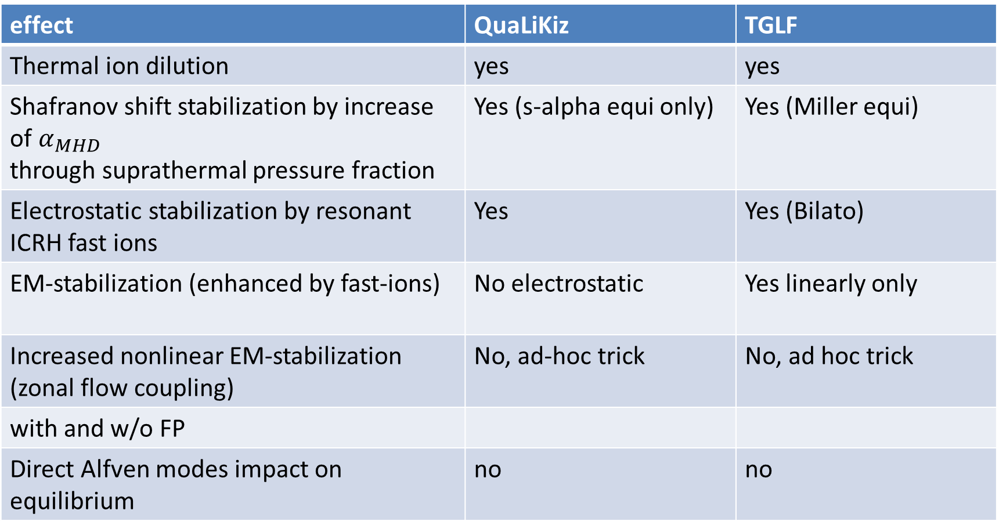 effect QuaLiKiz TGLF
Thermal ion dilution yes yes
Shafranov shift stabilization by increase Yes (s-alpha equi only) Yes (Miller equi)
of α_MHD
through suprathermal pressure fraction
Electrostatic stabilization by resonant Yes Yes (Bilato)
ICRH fast ions
EM-stabilization (enhanced by fast-ions) No electrostatic Yes linearly only
Increased nonlinear EM-stabilization No, ad-hoc trick No, ad hoc trick
(zonal flow coupling)
with and w/o FP
Direct Alfven modes impact on no no
equilibrium